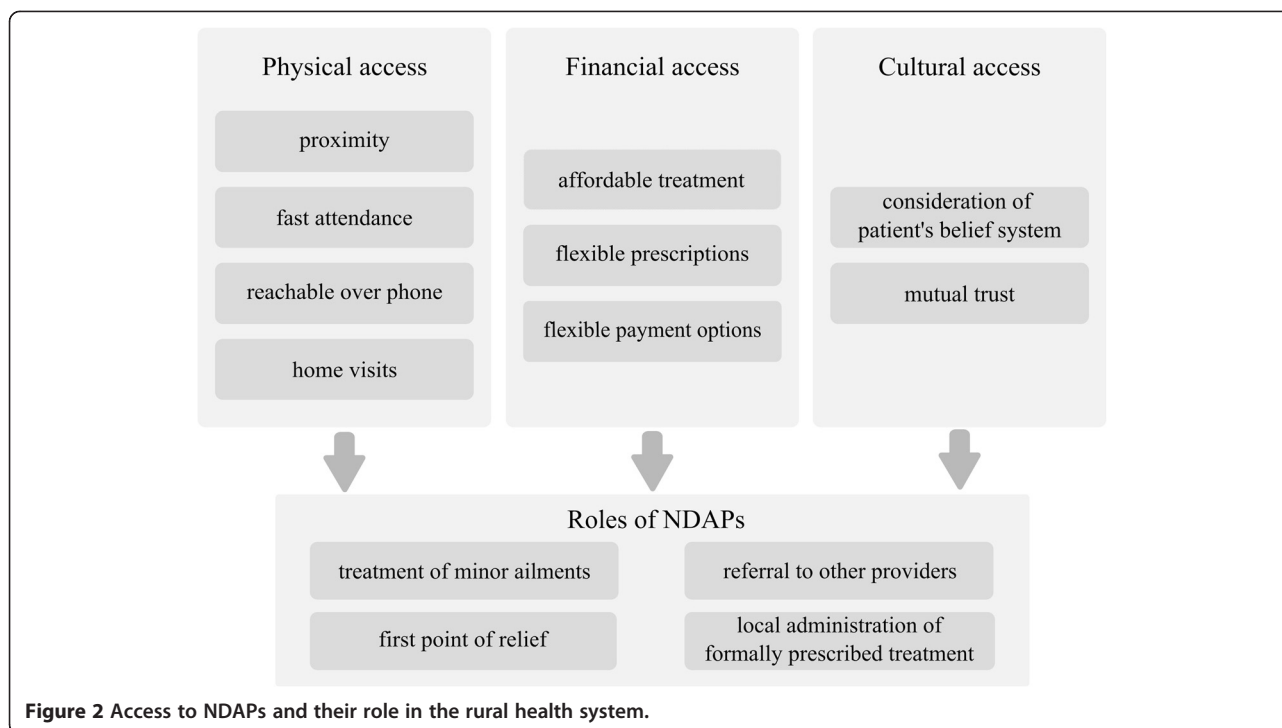 Physical access
proximity
fast attendance
reachable over phone
home visits
Financial access
affordable treatment
flexible prescriptions
flexible payment options
Cultural access
consideration of
patient's belief system
mutual trust
Roles of NDAPs
treatment of minor ailments
referral to other providers
first point of relief
local administration of
formally prescribed treatment
Figure 2 Access to NDAPs and their role in the rural health system.